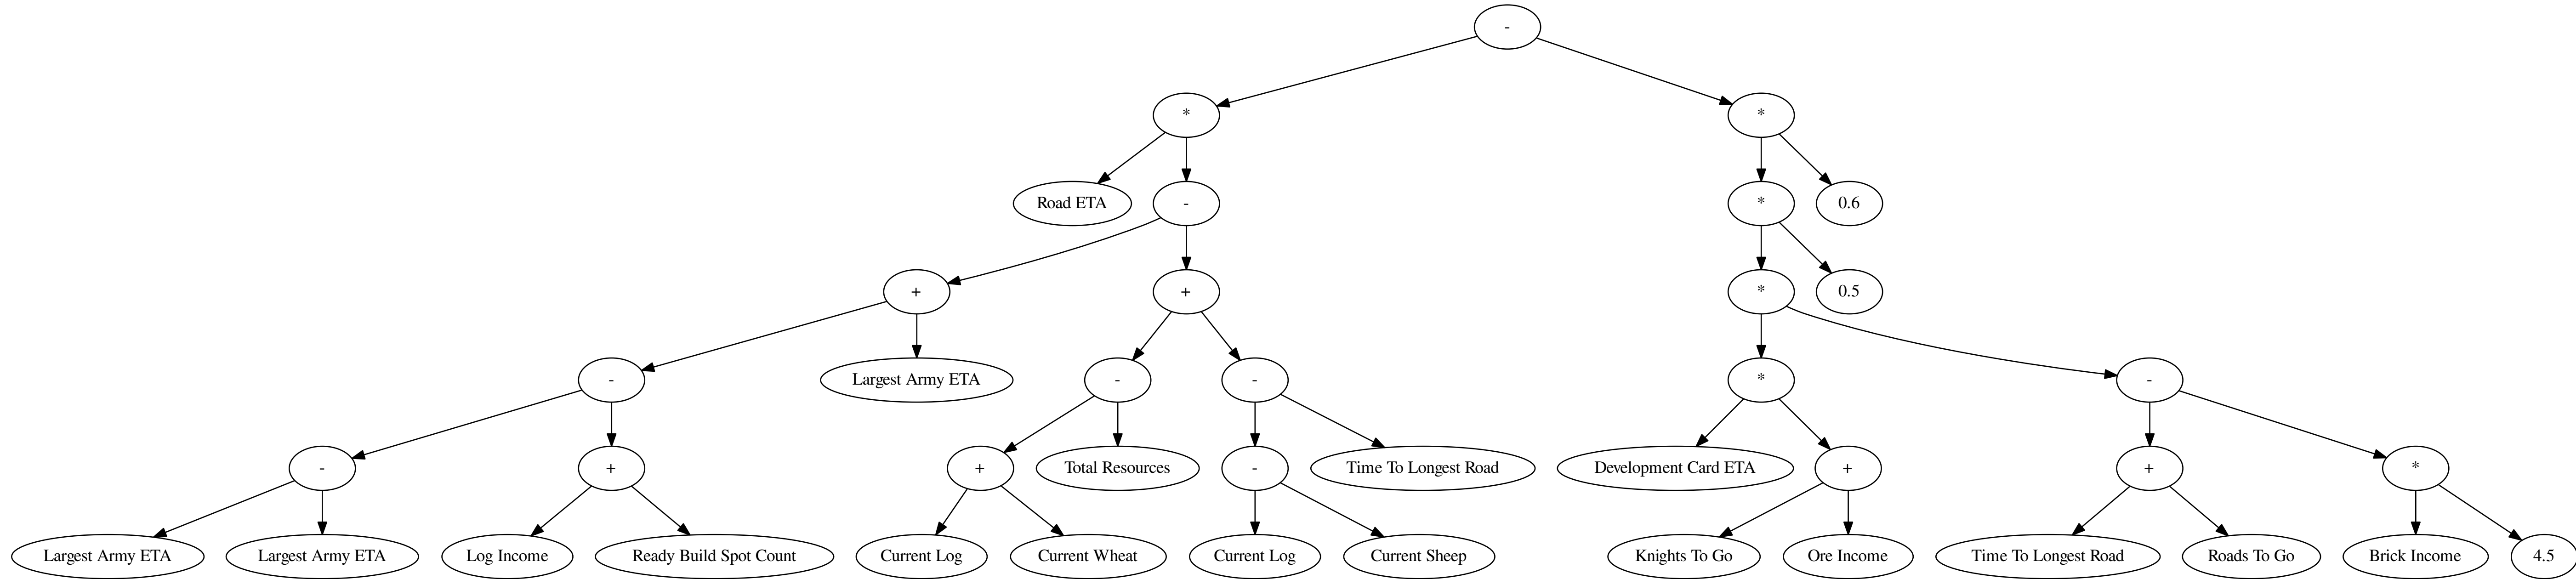 -
*
*
Road ETA
-
*
0.6
+
+
*
0.5
-
Largest Army ETA
-
-
*
-
-
+
+
Total Resources
-
Time To Longest Road
Development Card ETA
+
+
*
Largest Army ETA
Largest Army ETA
Log Income
Ready Build Spot Count
Current Log
Current Wheat
Current Log
Current Sheep
Knights To Go
Ore Income
Time To Longest Road
Roads To Go
Brick Income
4.5